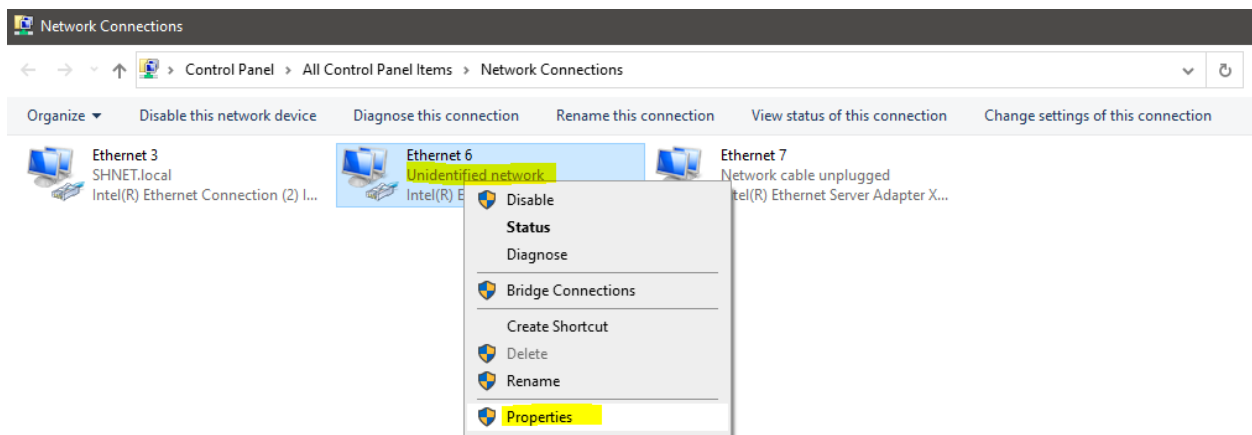 Network Connections
Control Panel > All Control Panel Items > Network Connections
Organize Disable this network device Diagnose this connection Rename this connection View status of this connection Change settings of this connection
Ethernet 3
SHNET.local
Intel(R) Ethernet Connection (2) I...
Ethernet 6
Unidentified network
Intel(R) E
Ethernet 7
Network cable unplugged
tel(R) Ethernet Server Adapter X...
Disable
Status
Diagnose
Bridge Connections
Create Shortcut
Delete
Rename
Properties